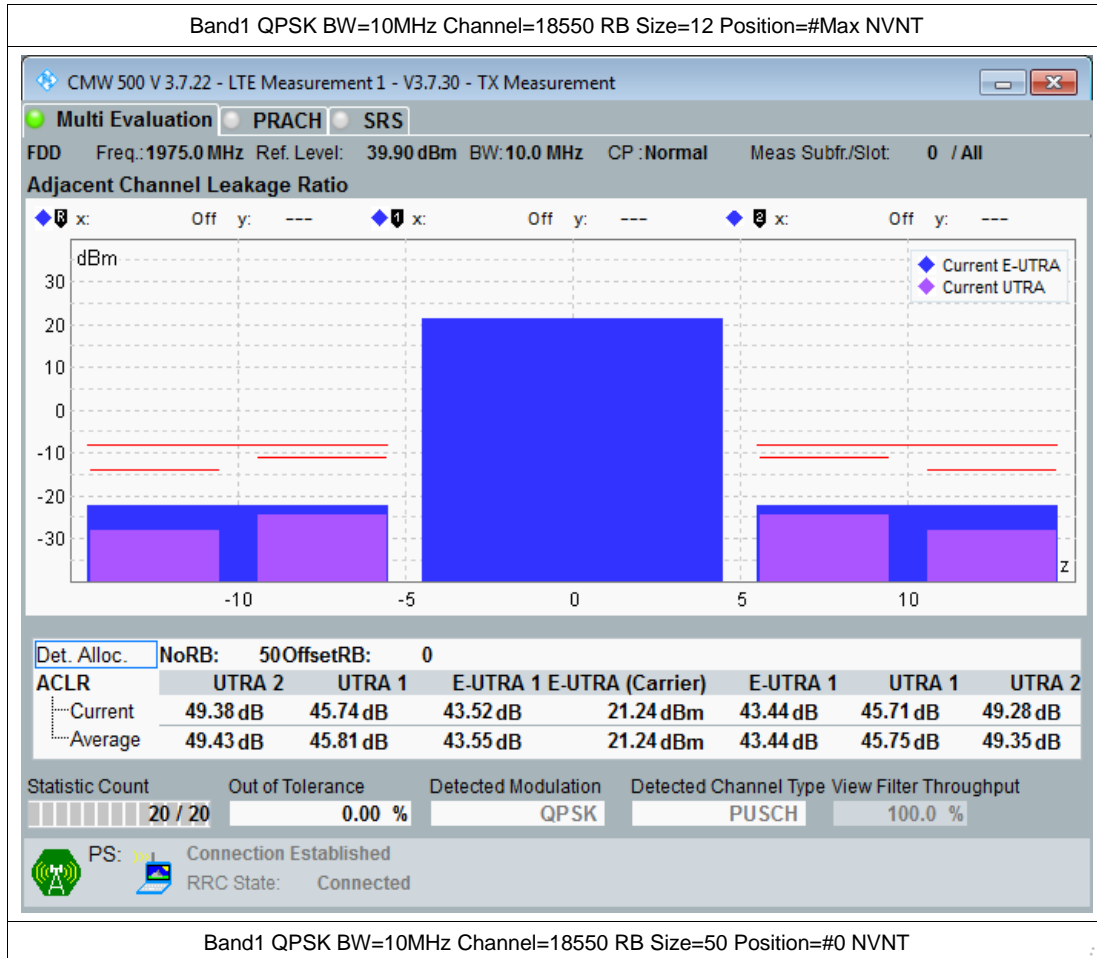 Band1 QPSK BW=10MHz Channel=18550 RB Size=12 Position=#Max NVNT
CMW 500 V 3.7.22 - LTE Measurement 1 - V3.7.30 - TX Measurement
Multi Evaluation PRACH SRS
FDD Freq.:1975.0 MHz Ref. Level: 39.90 dBm BW:10.0 MHz CP :Normal Meas Subfr./Slot: 0 / All
Adjacent Channel Leakage Ratio
R x: Off y: --- 1 x: Off y: --- 2 x: Off y: ---
dBm
Current E-UTRA
Current UTRA
30
20
10
0
-10
-20
-30
z
-10 -5 0 5 10
Det. Alloc. NoRB: 50 OffsetRB: 0
ACLR UTRA 2 UTRA 1 E-UTRA 1 E-UTRA (Carrier) E-UTRA 1 UTRA 1 UTRA 2
Current 49.38 dB 45.74 dB 43.52 dB 21.24 dBm 43.44 dB 45.71 dB 49.28 dB
Average 49.43 dB 45.81 dB 43.55 dB 21.24 dBm 43.44 dB 45.75 dB 49.35 dB
Statistic Count Out of Tolerance Detected Modulation Detected Channel Type View Filter Throughput
20 / 20 0.00 % QPSK PUSCH 100.0 %
PS: Connection Established
RRC State: Connected
Band1 QPSK BW=10MHz Channel=18550 RB Size=50 Position=#0 NVNT